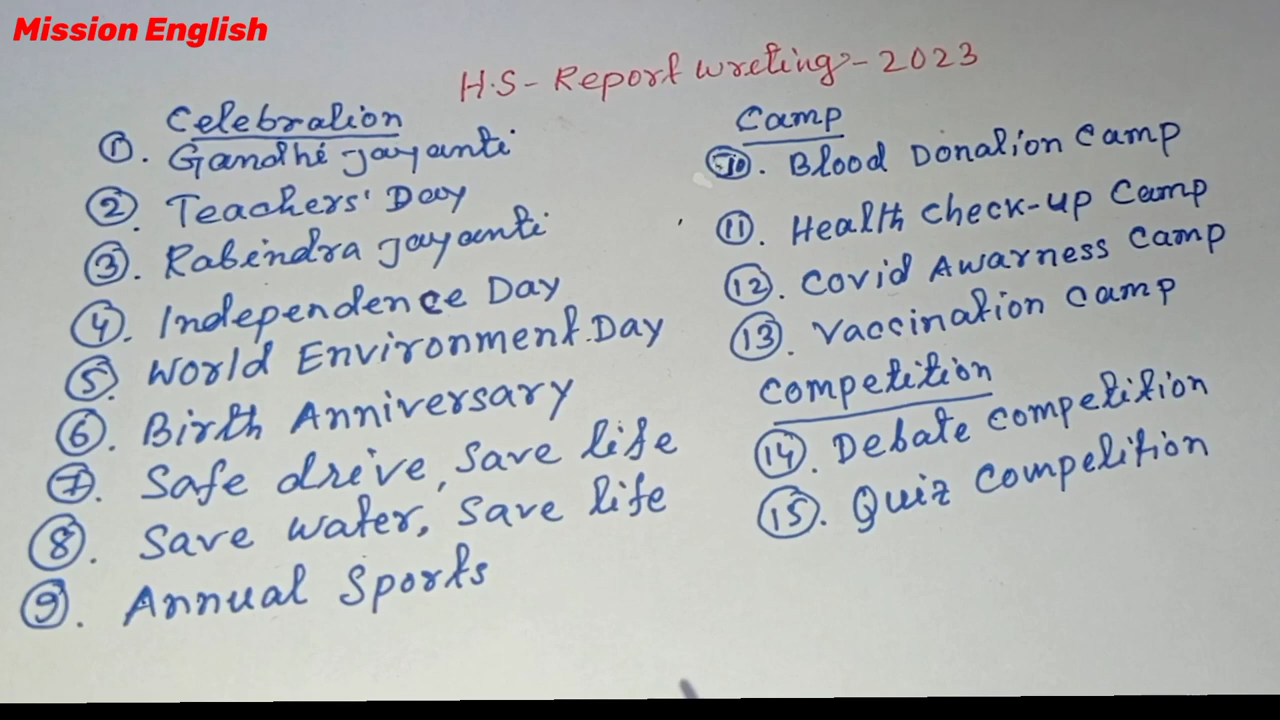 Mission English
H.S - Report Writing:- 2023
Celebration
①. Gandhi Jayanti
②. Teachers' Day
③. Rabindra Jayanti
④. Independence Day
⑤. World Environment Day
⑥. Birth Anniversary
⑦. Safe drive, Save life
⑧. Save water, Save life
⑨. Annual Sports
Camp
⑩. Blood Donation Camp
⑪. Health Check-up Camp
⑫. Covid Awarness Camp
⑬. Vaccination Camp
Competition
⑭. Debate Competition
⑮. Quiz Competition